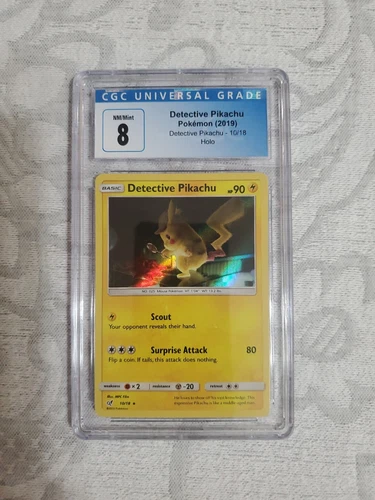 CGC UNIVERSAL GRADE
NM/Mint
8
Detective Pikachu
Pokémon (2019)
Detective Pikachu - 10/18
Holo
BASIC
Detective Pikachu
HP90
Scout
Your opponent reveals their hand.
Surprise Attack 80
Flip a coin. If tails, this attack does nothing.
weakness ×2 resistance -20 retreat
10/18